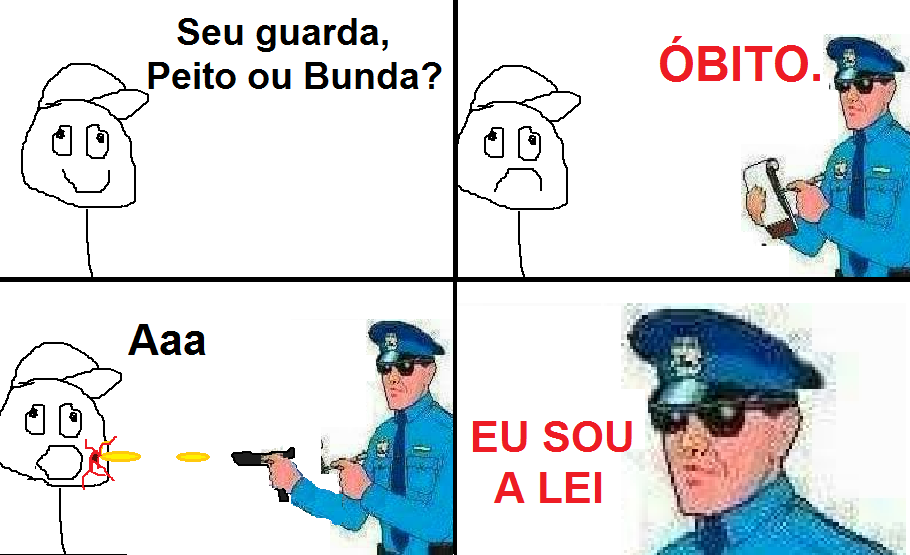 Seu guarda,
Peito ou Bunda?
ÓBITO.
Aaa
EU SOU
A LEI